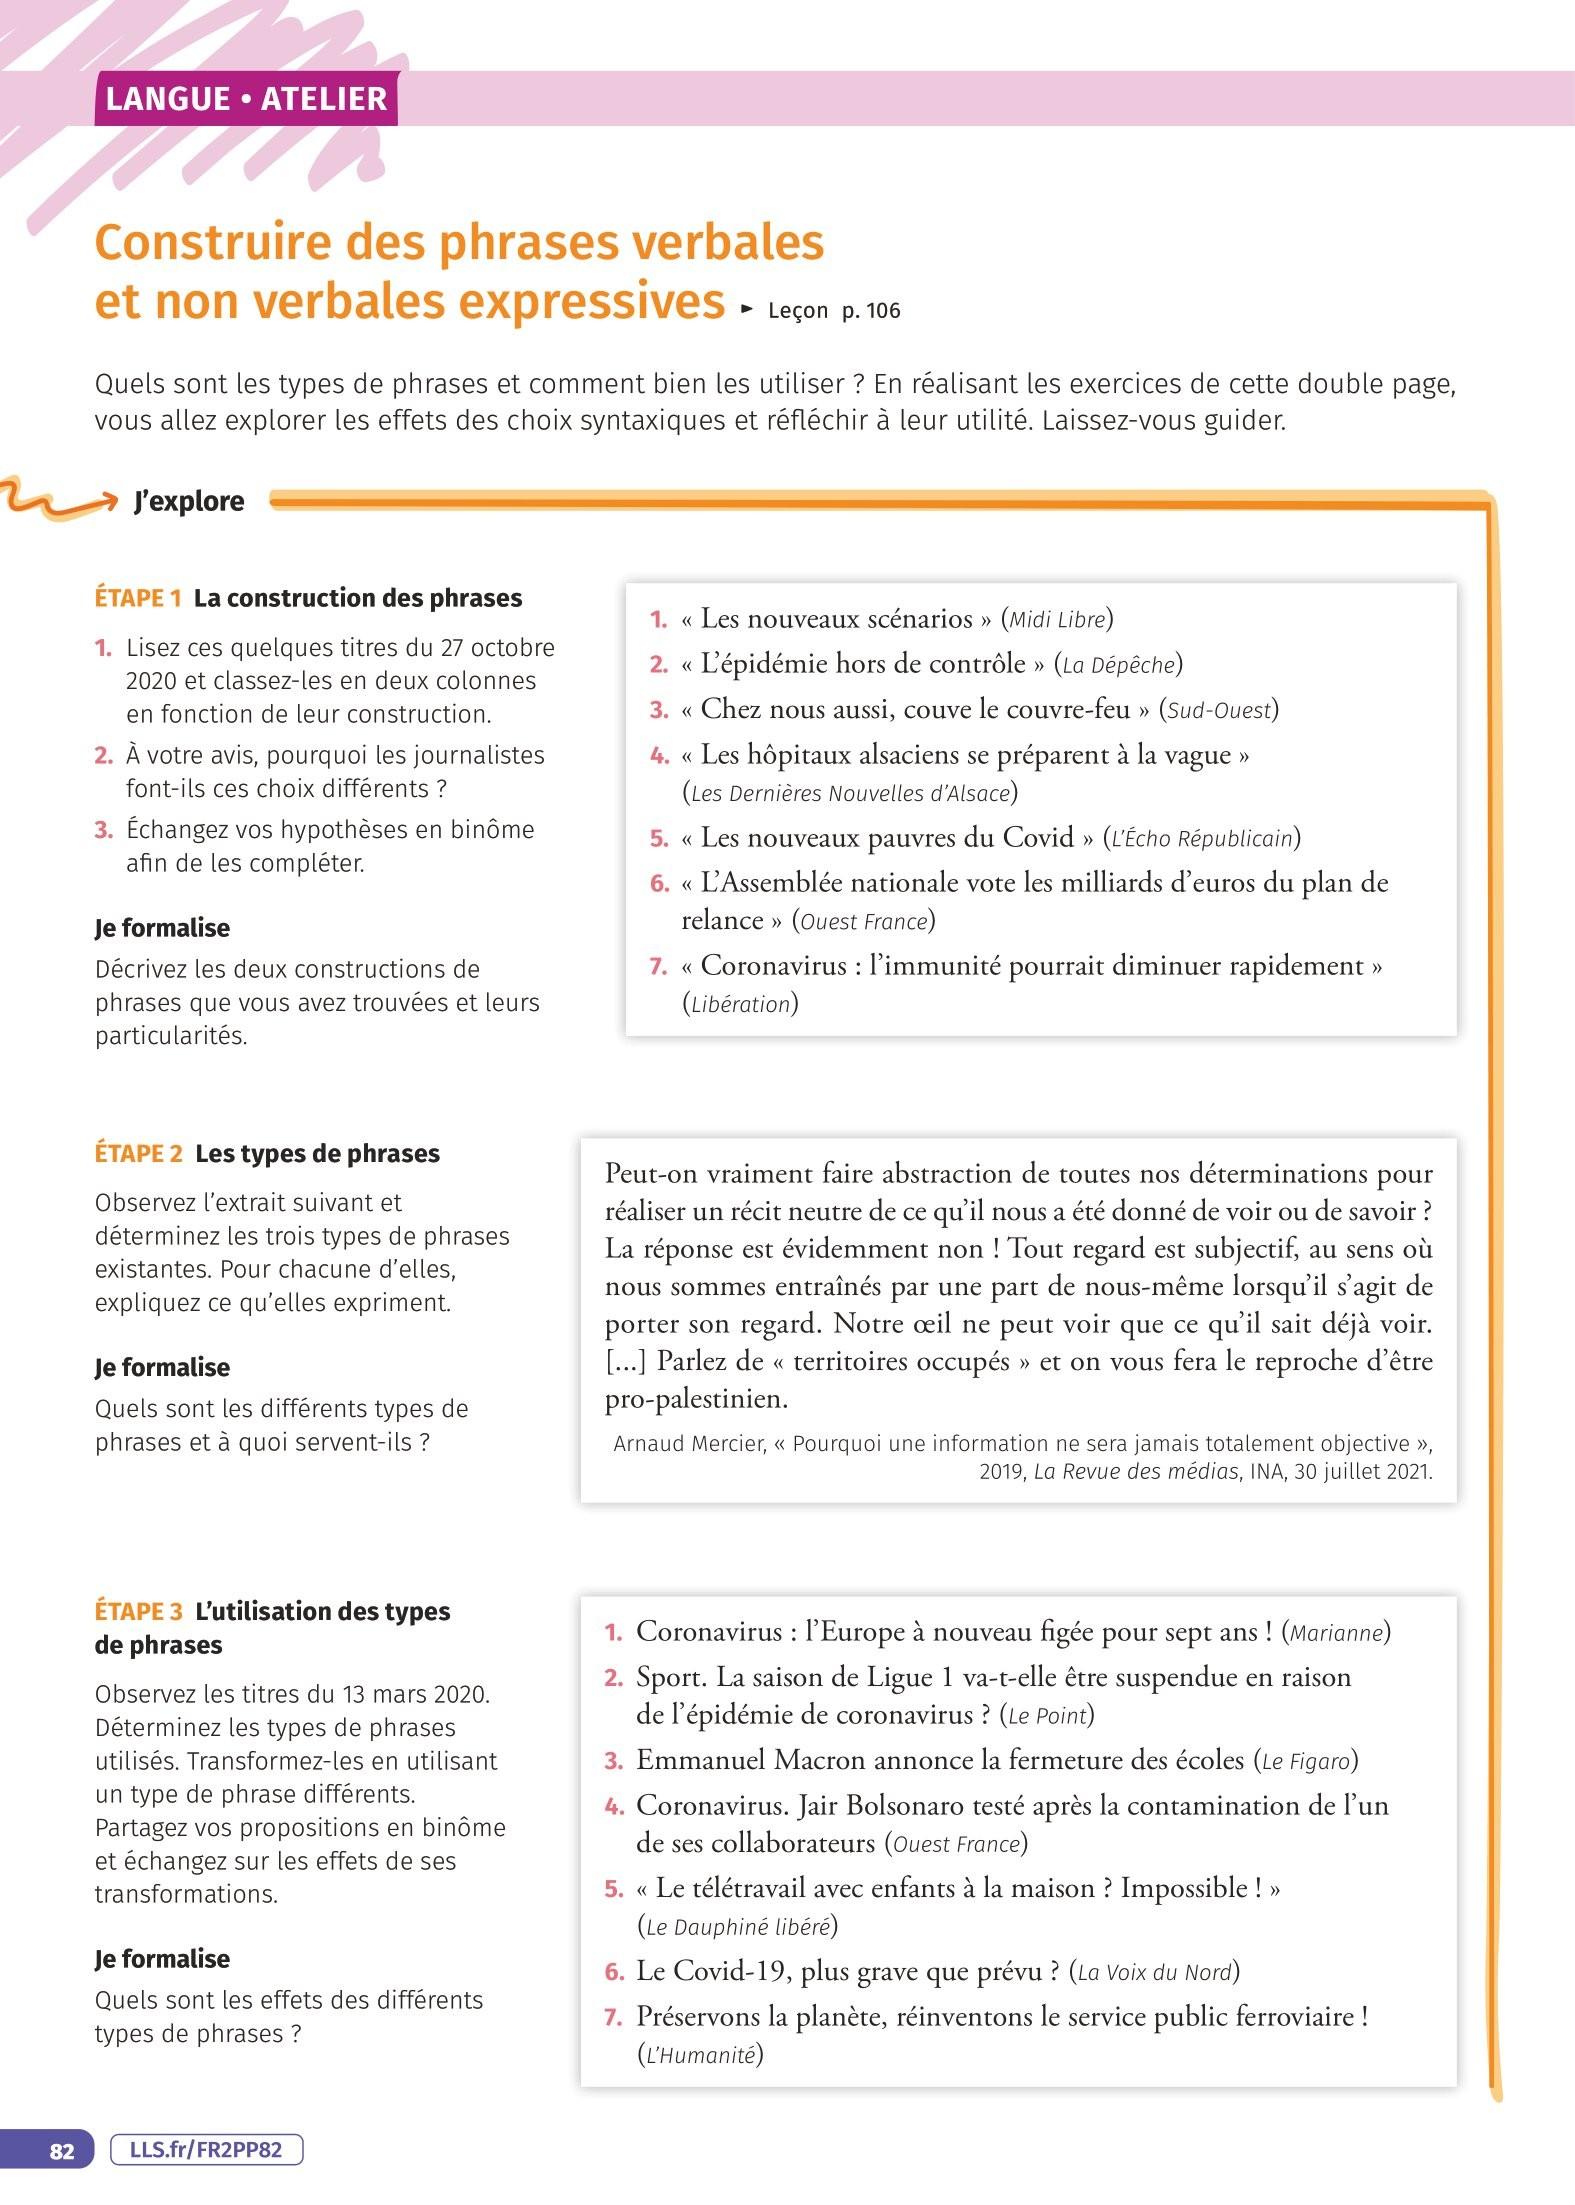 LANGUE • ATELIER
Construire des phrases verbales
et non verbales expressives ► Leçon p. 106
Quels sont les types de phrases et comment bien les utiliser ? En réalisant les exercices de cette double page,
vous allez explorer les effets des choix syntaxiques et réfléchir à leur utilité. Laissez-vous guider.
J'explore
ÉTAPE 1 La construction des phrases
1. Lisez ces quelques titres du 27 octobre
2020 et classez-les en deux colonnes
en fonction de leur construction.
2. À votre avis, pourquoi les journalistes
font-ils ces choix différents ?
3. Échangez vos hypothèses en binôme
afin de les compléter.
Je formalise
Décrivez les deux constructions de
phrases que vous avez trouvées et leurs
particularités.
1. « Les nouveaux scénarios » (Midi Libre)
2. « L'épidémie hors de contrôle » (La Dépêche)
3. « Chez nous aussi, couve le couvre-feu » (Sud-Ouest)
4. « Les hôpitaux alsaciens se préparent à la vague »
(Les Dernières Nouvelles d'Alsace)
5. « Les nouveaux pauvres du Covid » (L'Écho Républicain)
6. « L'Assemblée nationale vote les milliards d'euros du plan de
relance » (Ouest France)
7. « Coronavirus : l'immunité pourrait diminuer rapidement »
(Libération)
ÉTAPE 2 Les types de phrases
Observez l'extrait suivant et
déterminez les trois types de phrases
existantes. Pour chacune d'elles,
expliquez ce qu'elles expriment.
Je formalise
Quels sont les différents types de
phrases et à quoi servent-ils ?
Peut-on vraiment faire abstraction de toutes nos déterminations pour
réaliser un récit neutre de ce qu'il nous a été donné de voir ou de savoir ?
La réponse est évidemment non ! Tout regard est subjectif, au sens où
nous sommes entraînés par une part de nous-même lorsqu'il s'agit de
porter son regard. Notre œil ne peut voir que ce qu'il sait déjà voir.
[...] Parlez de « territoires occupés » et on vous fera le reproche d'être
pro-palestinien.
Arnaud Mercier, « Pourquoi une information ne sera jamais totalement objective »,
2019, La Revue des médias, INA, 30 juillet 2021.
ÉTAPE 3 L'utilisation des types
de phrases
Observez les titres du 13 mars 2020.
Déterminez les types de phrases
utilisés. Transformez-les en utilisant
un type de phrase différents.
Partagez vos propositions en binôme
et échangez sur les effets de ses
transformations.
Je formalise
Quels sont les effets des différents
types de phrases ?
1. Coronavirus : l'Europe à nouveau figée pour sept ans ! (Marianne)
2. Sport. La saison de Ligue 1 va-t-elle être suspendue en raison
de l'épidémie de coronavirus ? (Le Point)
3. Emmanuel Macron annonce la fermeture des écoles (Le Figaro)
4. Coronavirus. Jair Bolsonaro testé après la contamination de l'un
de ses collaborateurs (Ouest France)
5. « Le télétravail avec enfants à la maison ? Impossible ! »
(Le Dauphiné libéré)
6. Le Covid-19, plus grave que prévu ? (La Voix du Nord)
7. Préservons la planète, réinventons le service public ferroviaire !
(L'Humanité)
82 LLS.fr/FR2PP82